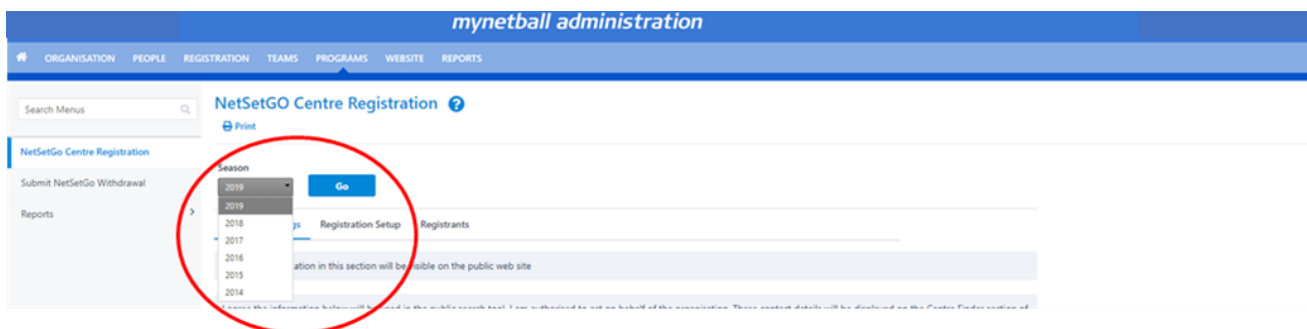 mynetball administration
ORGANISATION PEOPLE REGISTRATION TEAMS PROGRAMS WEBSITE REPORTS
Search Menus
NetSetGO Centre Registration ?
Print
NetSetGo Centre Registration
Season
Submit NetSetGo Withdrawal
2019 Go
Reports
2019
2018
Registration Setup Registrants
2017
2016
in this section will be visible on the public web site
2015
2014